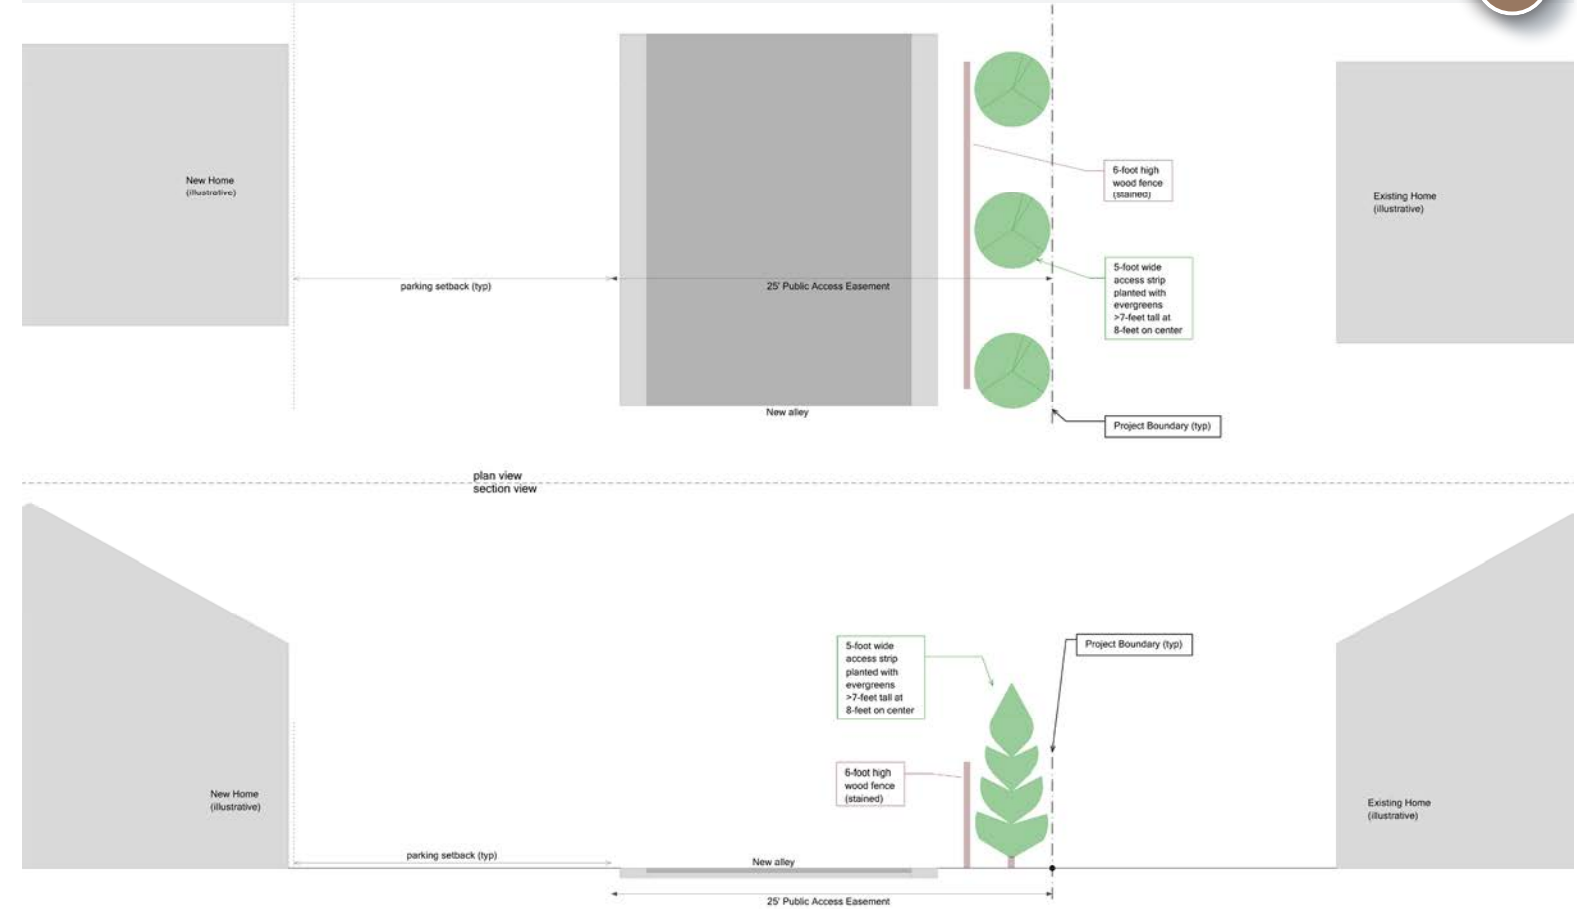 New Home
(illustrative)
6-foot high
wood fence
(stained)
Existing Home
(illustrative)
5-foot wide
access strip
planted with
evergreens
>7-feet tall at
8-feet on center
parking setback (typ)
25' Public Access Easement
New alley
Project Boundary (typ)
plan view
section view
5-foot wide
access strip
planted with
evergreens
>7-feet tall at
8-feet on center
Project Boundary (typ)
6-foot high
wood fence
(stained)
New Home
(illustrative)
Existing Home
(illustrative)
parking setback (typ)
New alley
25' Public Access Easement